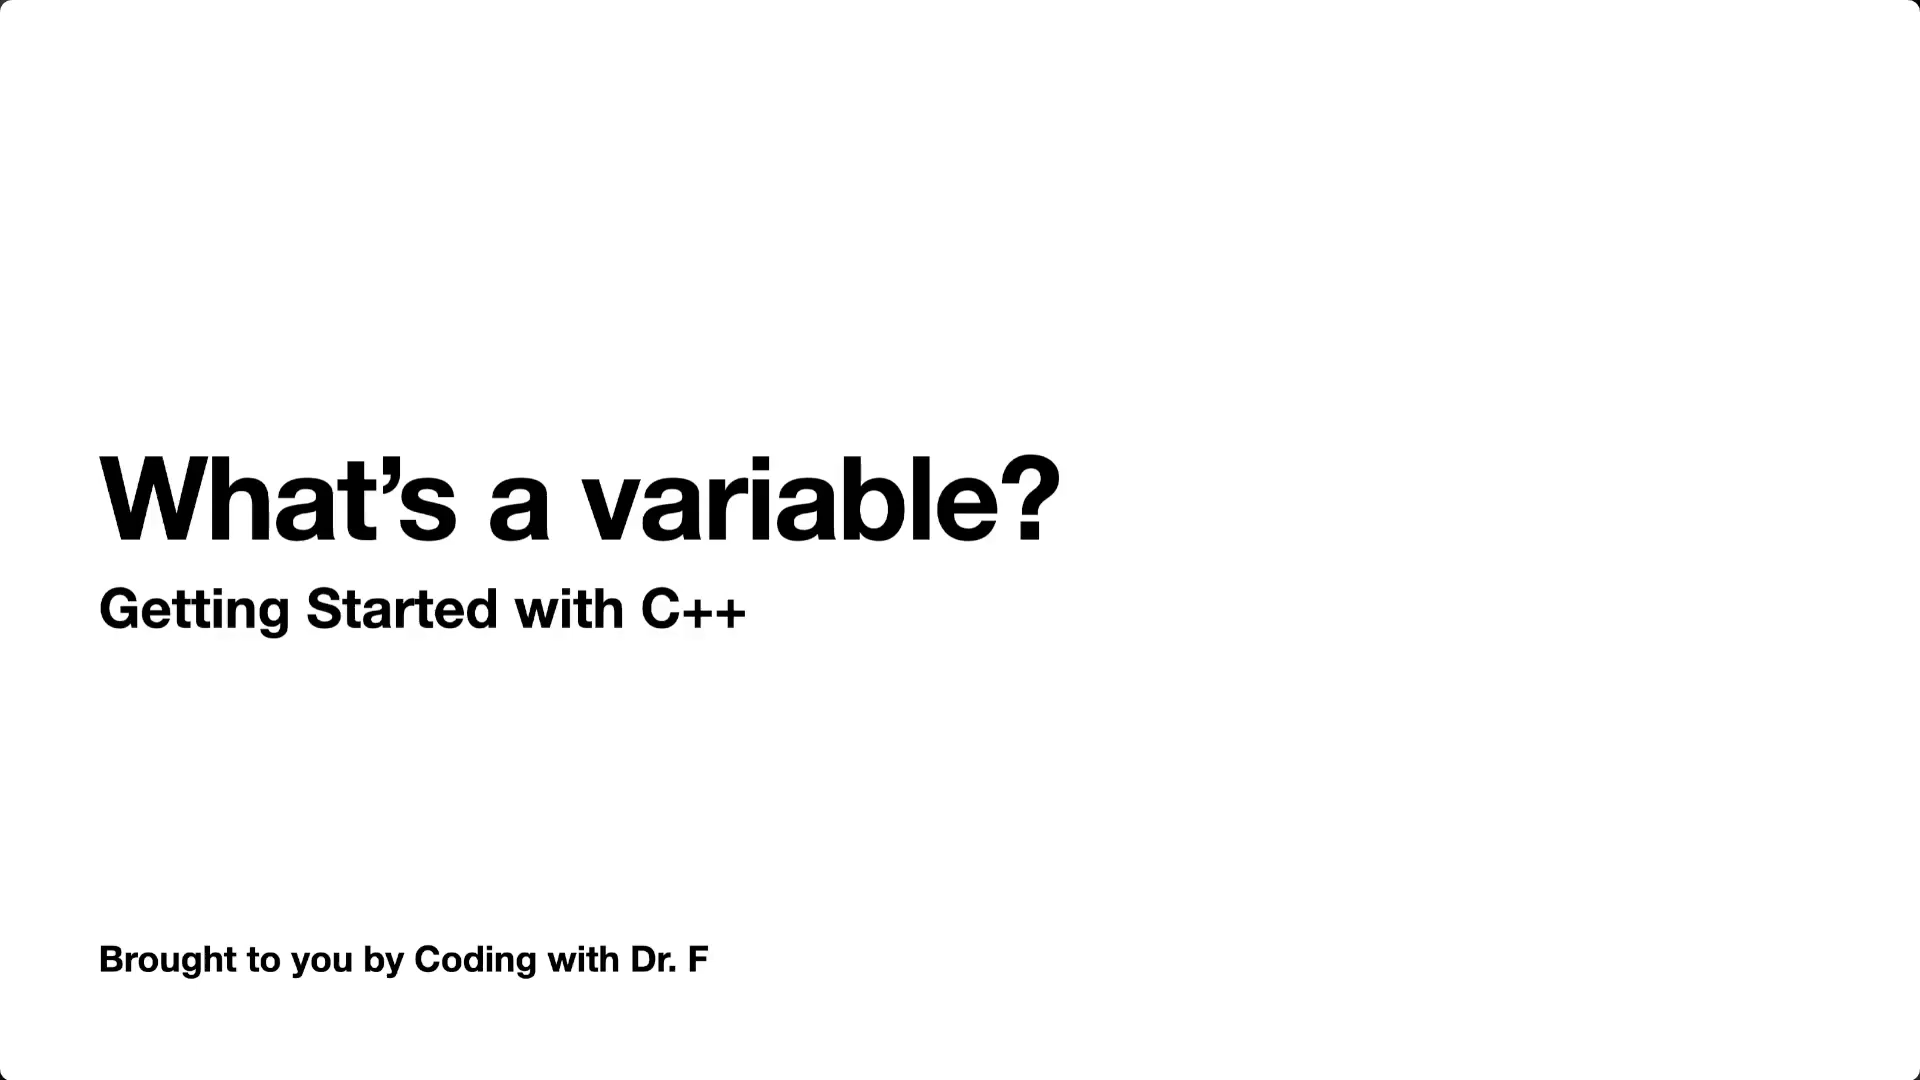 What’s a variable?
Getting Started with C++
Brought to you by Coding with Dr. F